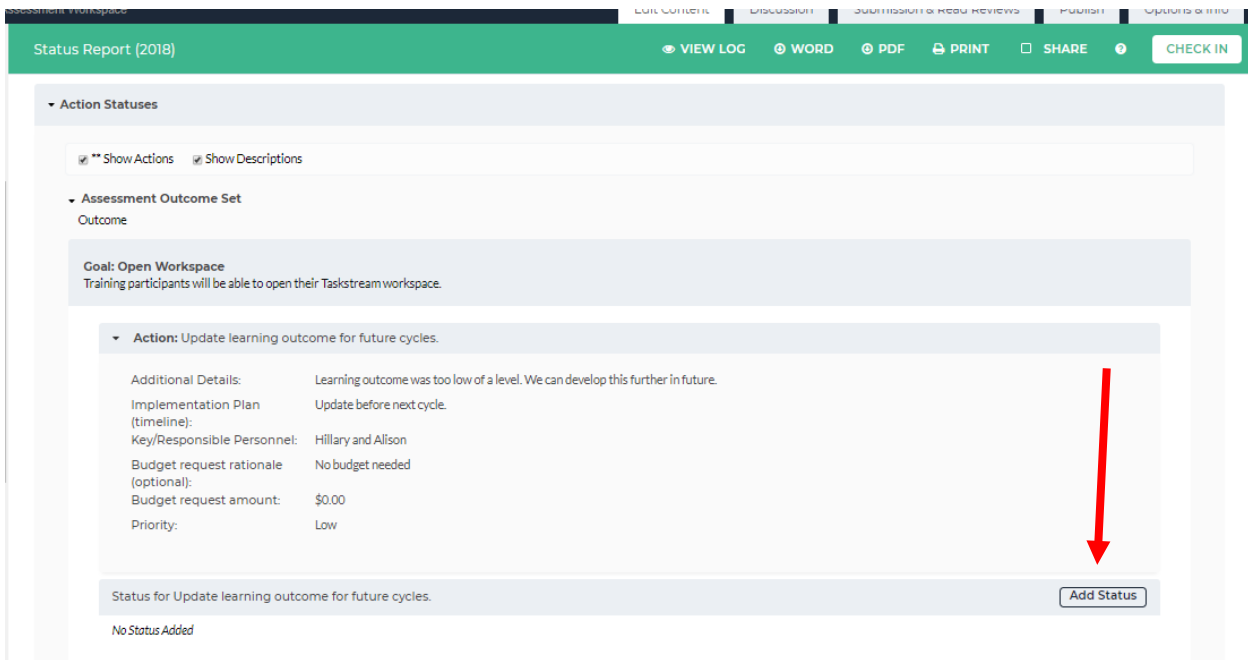 Assessment Workspace Edit Content Discussion Submission & Read Reviews Publish Options & Info
Status Report (2018) VIEW LOG WORD PDF PRINT SHARE ? CHECK IN
Action Statuses
** Show Actions Show Descriptions
Assessment Outcome Set
Outcome
Goal: Open Workspace
Training participants will be able to open their Taskstream workspace.
Action: Update learning outcome for future cycles.
Additional Details: Learning outcome was too low of a level. We can develop this further in future.
Implementation Plan Update before next cycle.
(timeline):
Key/Responsible Personnel: Hillary and Alison
Budget request rationale No budget needed
(optional):
Budget request amount: $0.00
Priority: Low
Status for Update learning outcome for future cycles. Add Status
No Status Added